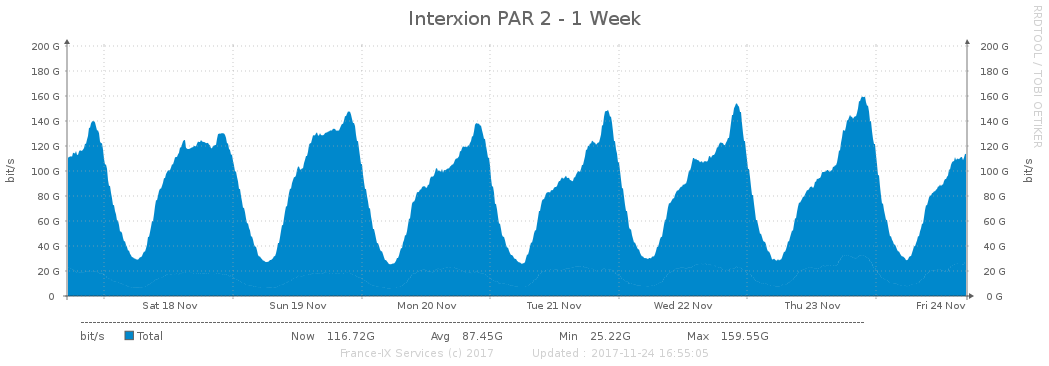 Interxion PAR 2 - 1 Week
RRDTOOL / TOBI OETIKER
200 G 200 G
180 G 180 G
160 G 160 G
140 G 140 G
120 G 120 G
100 G 100 G
80 G 80 G
60 G 60 G
40 G 40 G
20 G 20 G
0 0 G
bit/s
bit/s
Sat 18 Nov Sun 19 Nov Mon 20 Nov Tue 21 Nov Wed 22 Nov Thu 23 Nov Fri 24 Nov
bit/s Total Now 116.72G Avg 87.45G Min 25.22G Max 159.55G
France-IX Services (c) 2017 Updated : 2017-11-24 16:55:05